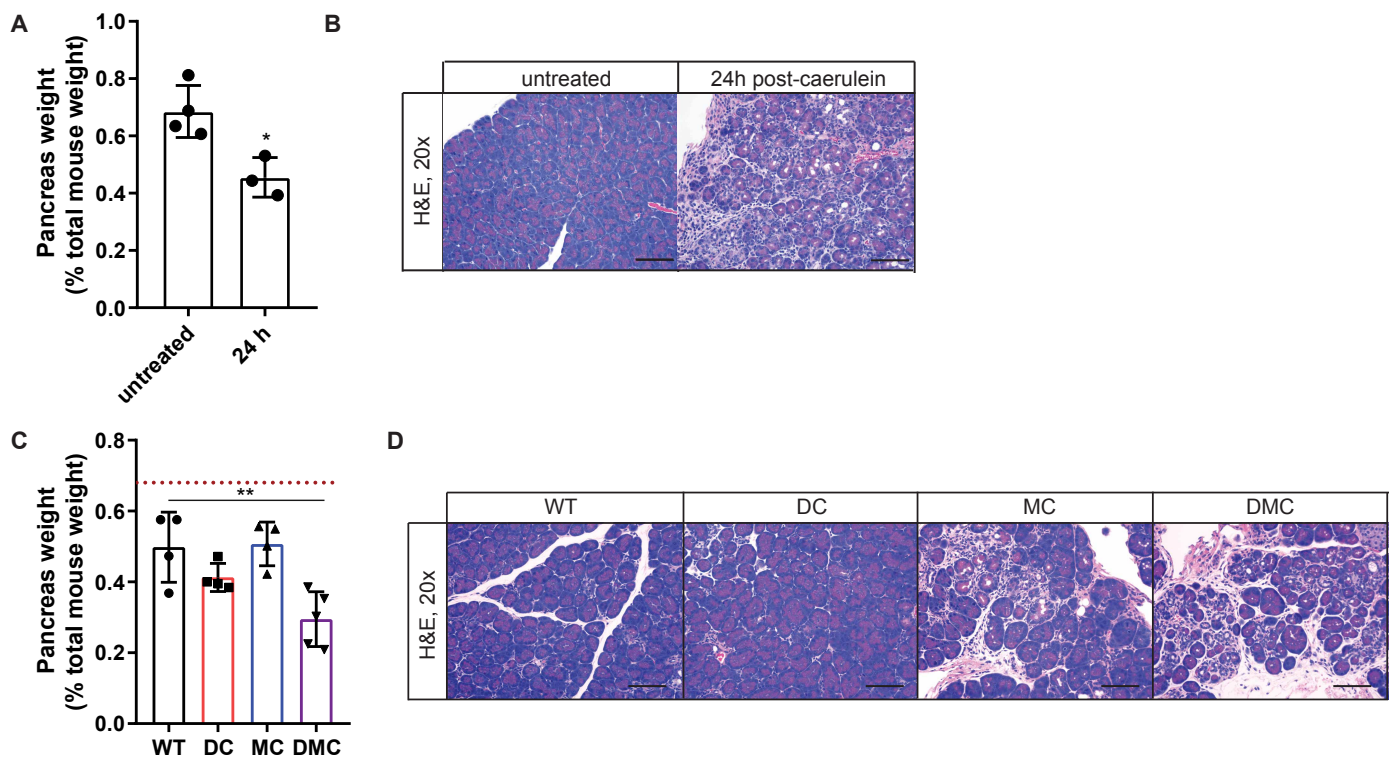 A
Pancreas weight
(% total mouse weight)
1.0
0.8
0.6
0.4
0.2
0.0
*
untreated
24 h
B
untreated
24h post-caerulein
H&E, 20x
C
Pancreas weight
(% total mouse weight)
0.8
0.6
0.4
0.2
0.0
**
WT
DC
MC
DMC
D
WT
DC
MC
DMC
H&E, 20x